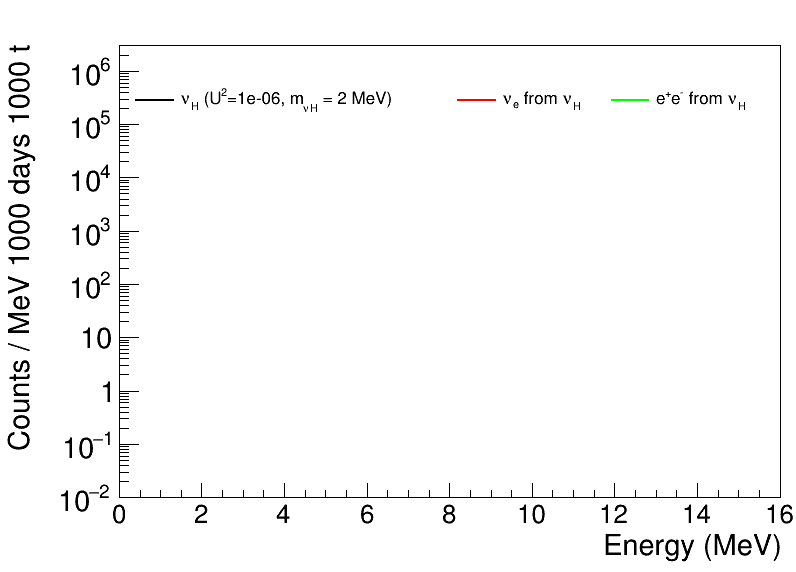 Counts / MeV 1000 days 1000 t
10⁶
10⁵
10⁴
10³
10²
10
1
10⁻¹
10⁻²
ν_H (U²=1e-06, m_νH = 2 MeV)
ν_e from ν_H
e⁺e⁻ from ν_H
0 2 4 6 8 10 12 14 16
Energy (MeV)